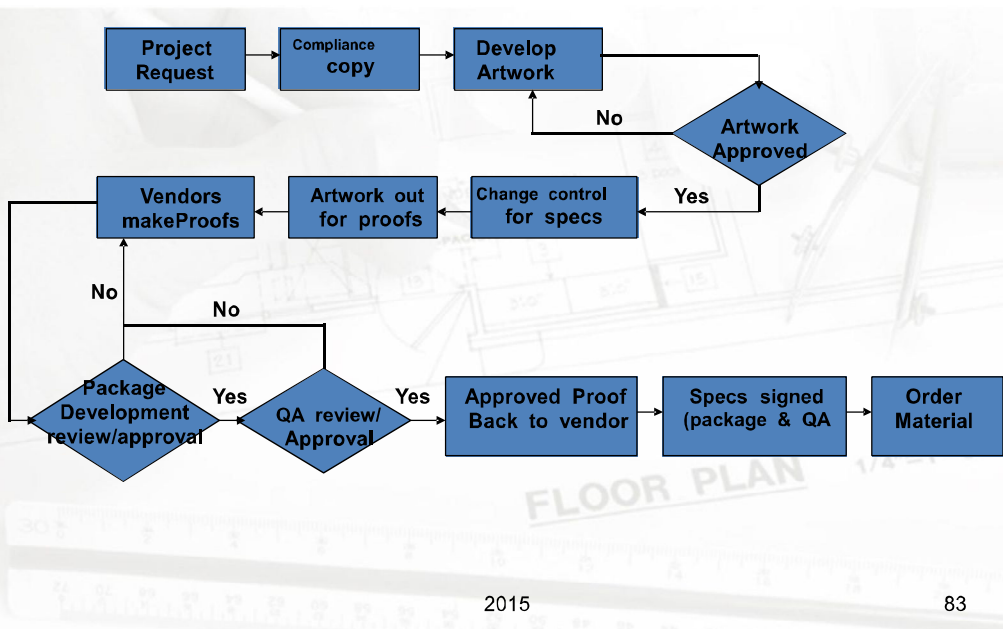 Project
Request
Compliance
copy
Develop
Artwork
No
Artwork
Approved
Yes
Change control
for specs
Artwork out
for proofs
Vendors
makeProofs
No
No
Package
Development
review/approval
Yes
QA review/
Approval
Yes
Approved Proof
Back to vendor
Specs signed
(package & QA
Order
Material
21
FLOOR PLAN
2015
83